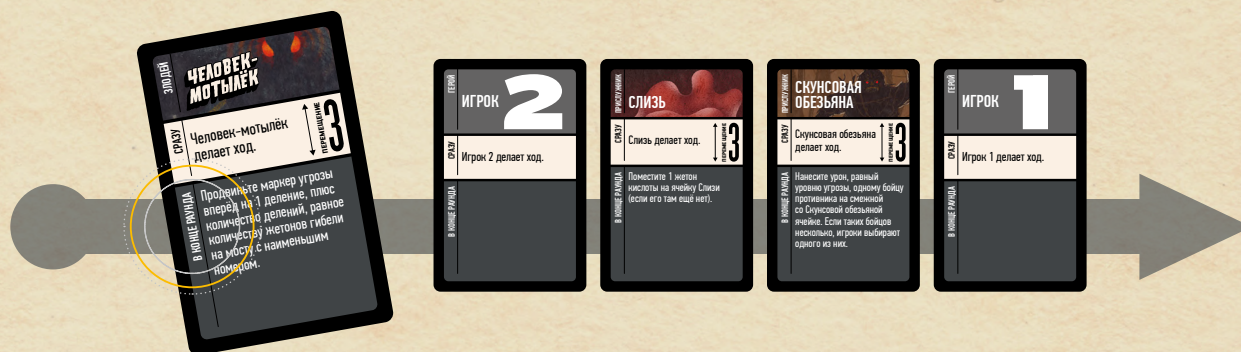 ЗЛОДЕЙ
ЧЕЛОВЕК-
МОТЫЛЁК
СРАЗУ
Человек-мотылёк
делает ход.
ПЕРЕМЕЩЕНИЕ
3
В КОНЦЕ РАУНДА
Продвиньте маркер угрозы
вперёд на 1 деление, плюс
количество делений, равное
количеству жетонов гибели
на мосту с наименьшим
номером.
ГЕРОЙ
ИГРОК 2
СРАЗУ
Игрок 2 делает ход.
В КОНЦЕ РАУНДА
ПРИСПУЖНИК
СЛИЗЬ
СРАЗУ
Слизь делает ход.
ПЕРЕМЕЩЕНИЕ
3
В КОНЦЕ РАУНДА
Поместите 1 жетон
кислоты на ячейку Слизи
(если его там ещё нет).
ПРИСПУЖНИК
СКУНСОВАЯ
ОБЕЗЬЯНА
СРАЗУ
Скунсовая обезьяна
делает ход.
ПЕРЕМЕЩЕНИЕ
3
В КОНЦЕ РАУНДА
Нанесите урон, равный
уровню угрозы, одному бойцу
противника на смежной
со Скунсовой обезьяной
ячейке. Если таких бойцов
несколько, игроки выбирают
одного из них.
ГЕРОЙ
ИГРОК 1
СРАЗУ
Игрок 1 делает ход.
В КОНЦЕ РАУНДА